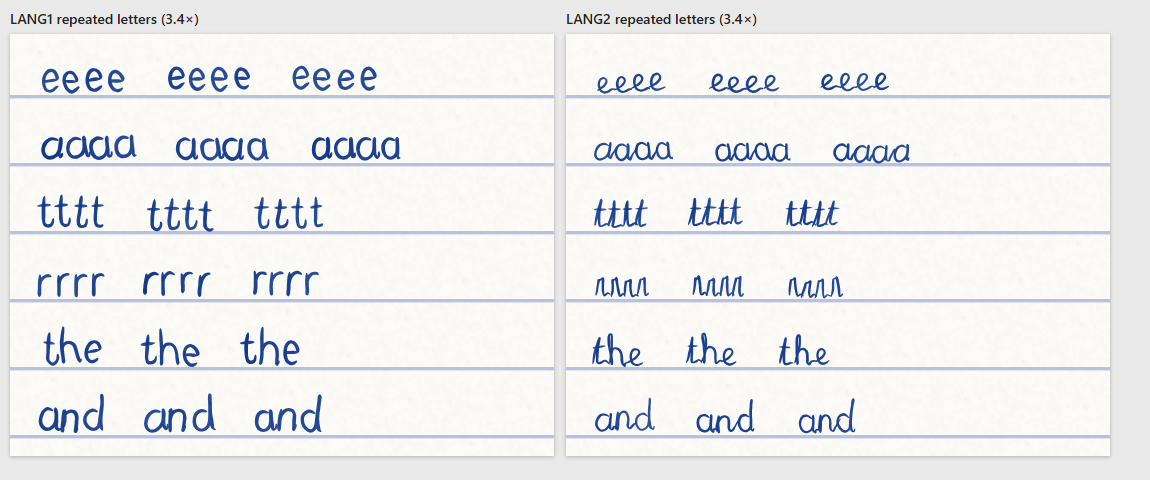 LANG1 repeated letters (3.4×)
eeee eeee eeee
aaaa aaaa aaaa
tttt tttt tttt
rrrr rrrr rrrr
the the the
and and and
LANG2 repeated letters (3.4×)
eeee eeee eeee
aaaa aaaa aaaa
tttt tttt tttt
rrrr rrrr rrrr
the the the
and and and